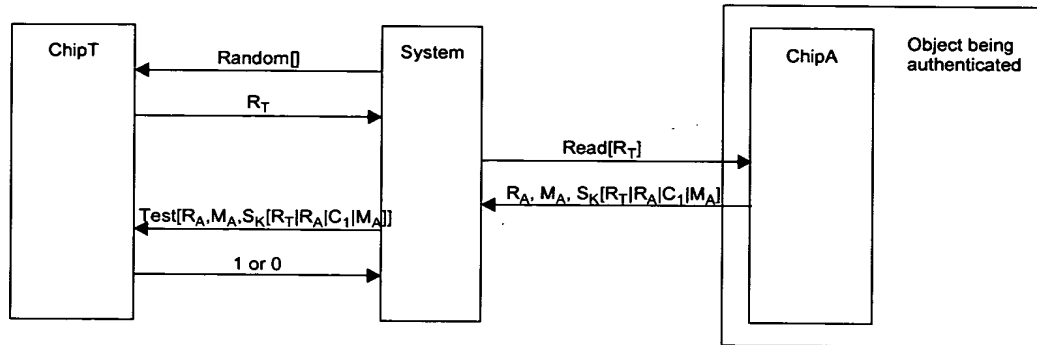 ChipT
System
ChipA
Object being
authenticated
Random[]
R_T
Read[R_T]
R_A, M_A, S_K[R_T|R_A|C_1|M_A]
Test[R_A,M_A,S_K[R_T|R_A|C_1|M_A]]
1 or 0